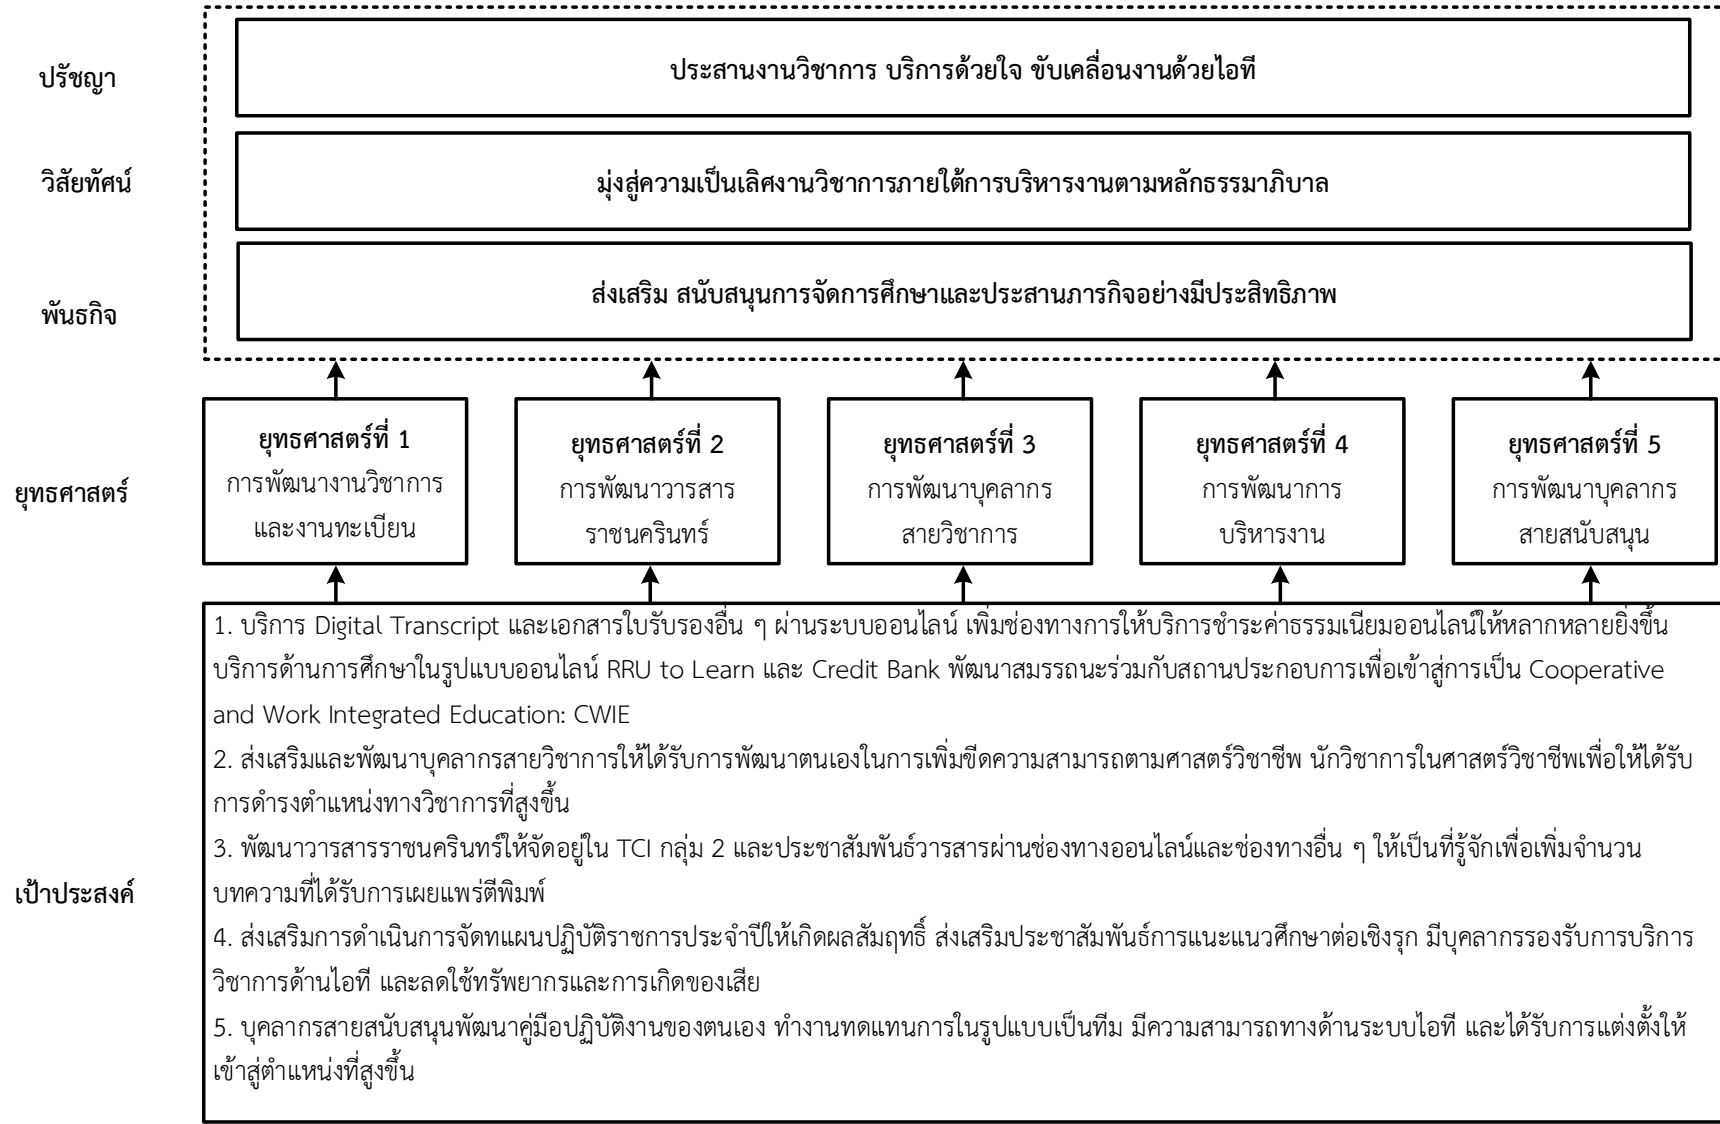 ปรัชญา
ประสานงานวิชาการ บริการด้วยใจ ขับเคลื่อนงานด้วยไอที
วิสัยทัศน์
มุ่งสู่ความเป็นเลิศงานวิชาการภายใต้การบริหารงานตามหลักธรรมาภิบาล
พันธกิจ
ส่งเสริม สนับสนุนการจัดการศึกษาและประสานภารกิจอย่างมีประสิทธิภาพ
ยุทธศาสตร์
ยุทธศาสตร์ที่ 1
การพัฒนางานวิชาการ
และงานทะเบียน
ยุทธศาสตร์ที่ 2
การพัฒนาวารสาร
ราชนครินทร์
ยุทธศาสตร์ที่ 3
การพัฒนาบุคลากร
สายวิชาการ
ยุทธศาสตร์ที่ 4
การพัฒนาการ
บริหารงาน
ยุทธศาสตร์ที่ 5
การพัฒนาบุคลากร
สายสนับสนุน
เป้าประสงค์
1. บริการ Digital Transcript และเอกสารใบรับรองอื่น ๆ ผ่านระบบออนไลน์ เพิ่มช่องทางการให้บริการชำระค่าธรรมเนียมออนไลน์ให้หลากหลายยิ่งขึ้น
บริการด้านการศึกษาในรูปแบบออนไลน์ RRU to Learn และ Credit Bank พัฒนาสมรรถนะร่วมกับสถานประกอบการเพื่อเข้าสู่การเป็น Cooperative
and Work Integrated Education: CWIE
2. ส่งเสริมและพัฒนาบุคลากรสายวิชาการให้ได้รับการพัฒนาตนเองในการเพิ่มขีดความสามารถตามศาสตร์วิชาชีพ นักวิชาการในศาสตร์วิชาชีพเพื่อให้ได้รับ
การดำรงตำแหน่งทางวิชาการที่สูงขึ้น
3. พัฒนาวารสารราชนครินทร์ให้จัดอยู่ใน TCI กลุ่ม 2 และประชาสัมพันธ์วารสารผ่านช่องทางออนไลน์และช่องทางอื่น ๆ ให้เป็นที่รู้จักเพื่อเพิ่มจำนวน
บทความที่ได้รับการเผยแพร่ตีพิมพ์
4. ส่งเสริมการดำเนินการจัดทแผนปฏิบัติราชการประจำปีให้เกิดผลสัมฤทธิ์ ส่งเสริมประชาสัมพันธ์การแนะแนวศึกษาต่อเชิงรุก มีบุคลากรรองรับการบริการ
วิชาการด้านไอที และลดใช้ทรัพยากรและการเกิดของเสีย
5. บุคลากรสายสนับสนุนพัฒนาคู่มือปฏิบัติงานของตนเอง ทำงานทดแทนการในรูปแบบเป็นทีม มีความสามารถทางด้านระบบไอที และได้รับการแต่งตั้งให้
เข้าสู่ตำแหน่งที่สูงขึ้น